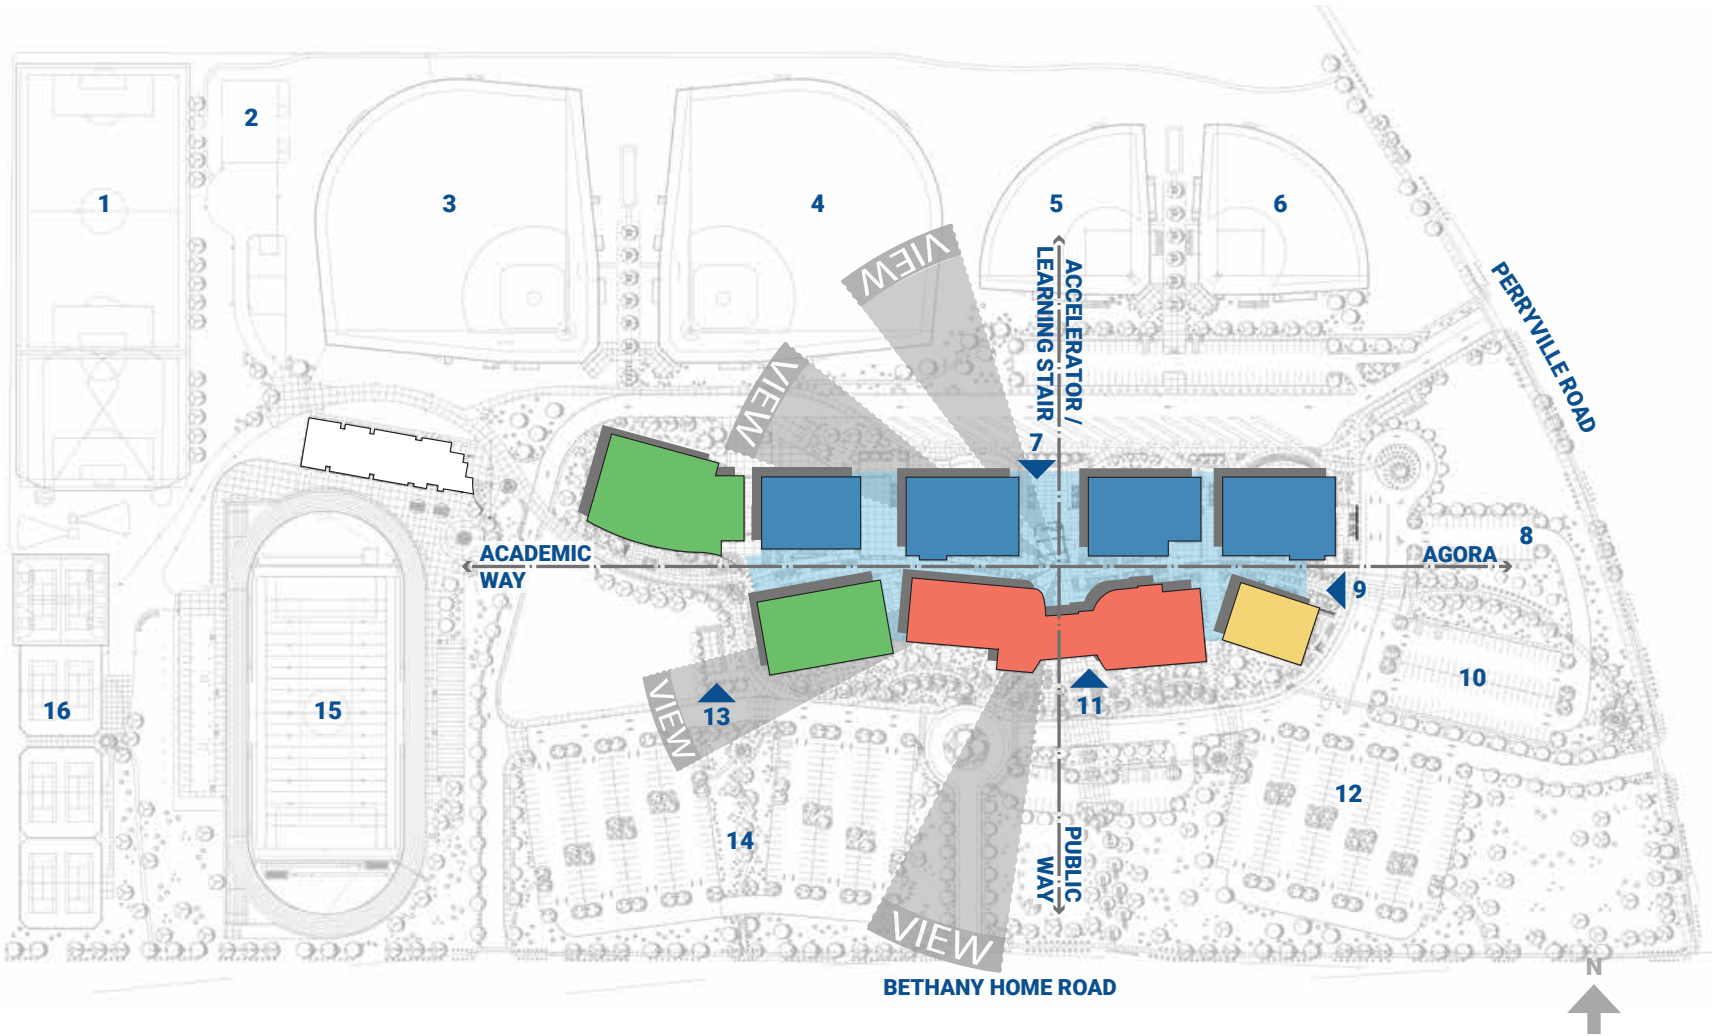 1
2
3
4
5
6
VIEW
ACCELERATOR /
LEARNING STAIR
PERRYVILLE ROAD
VIEW
7
8
ACADEMIC
WAY
AGORA
9
10
VIEW
13
11
16
15
12
14
PUBLIC
WAY
VIEW
BETHANY HOME ROAD
N